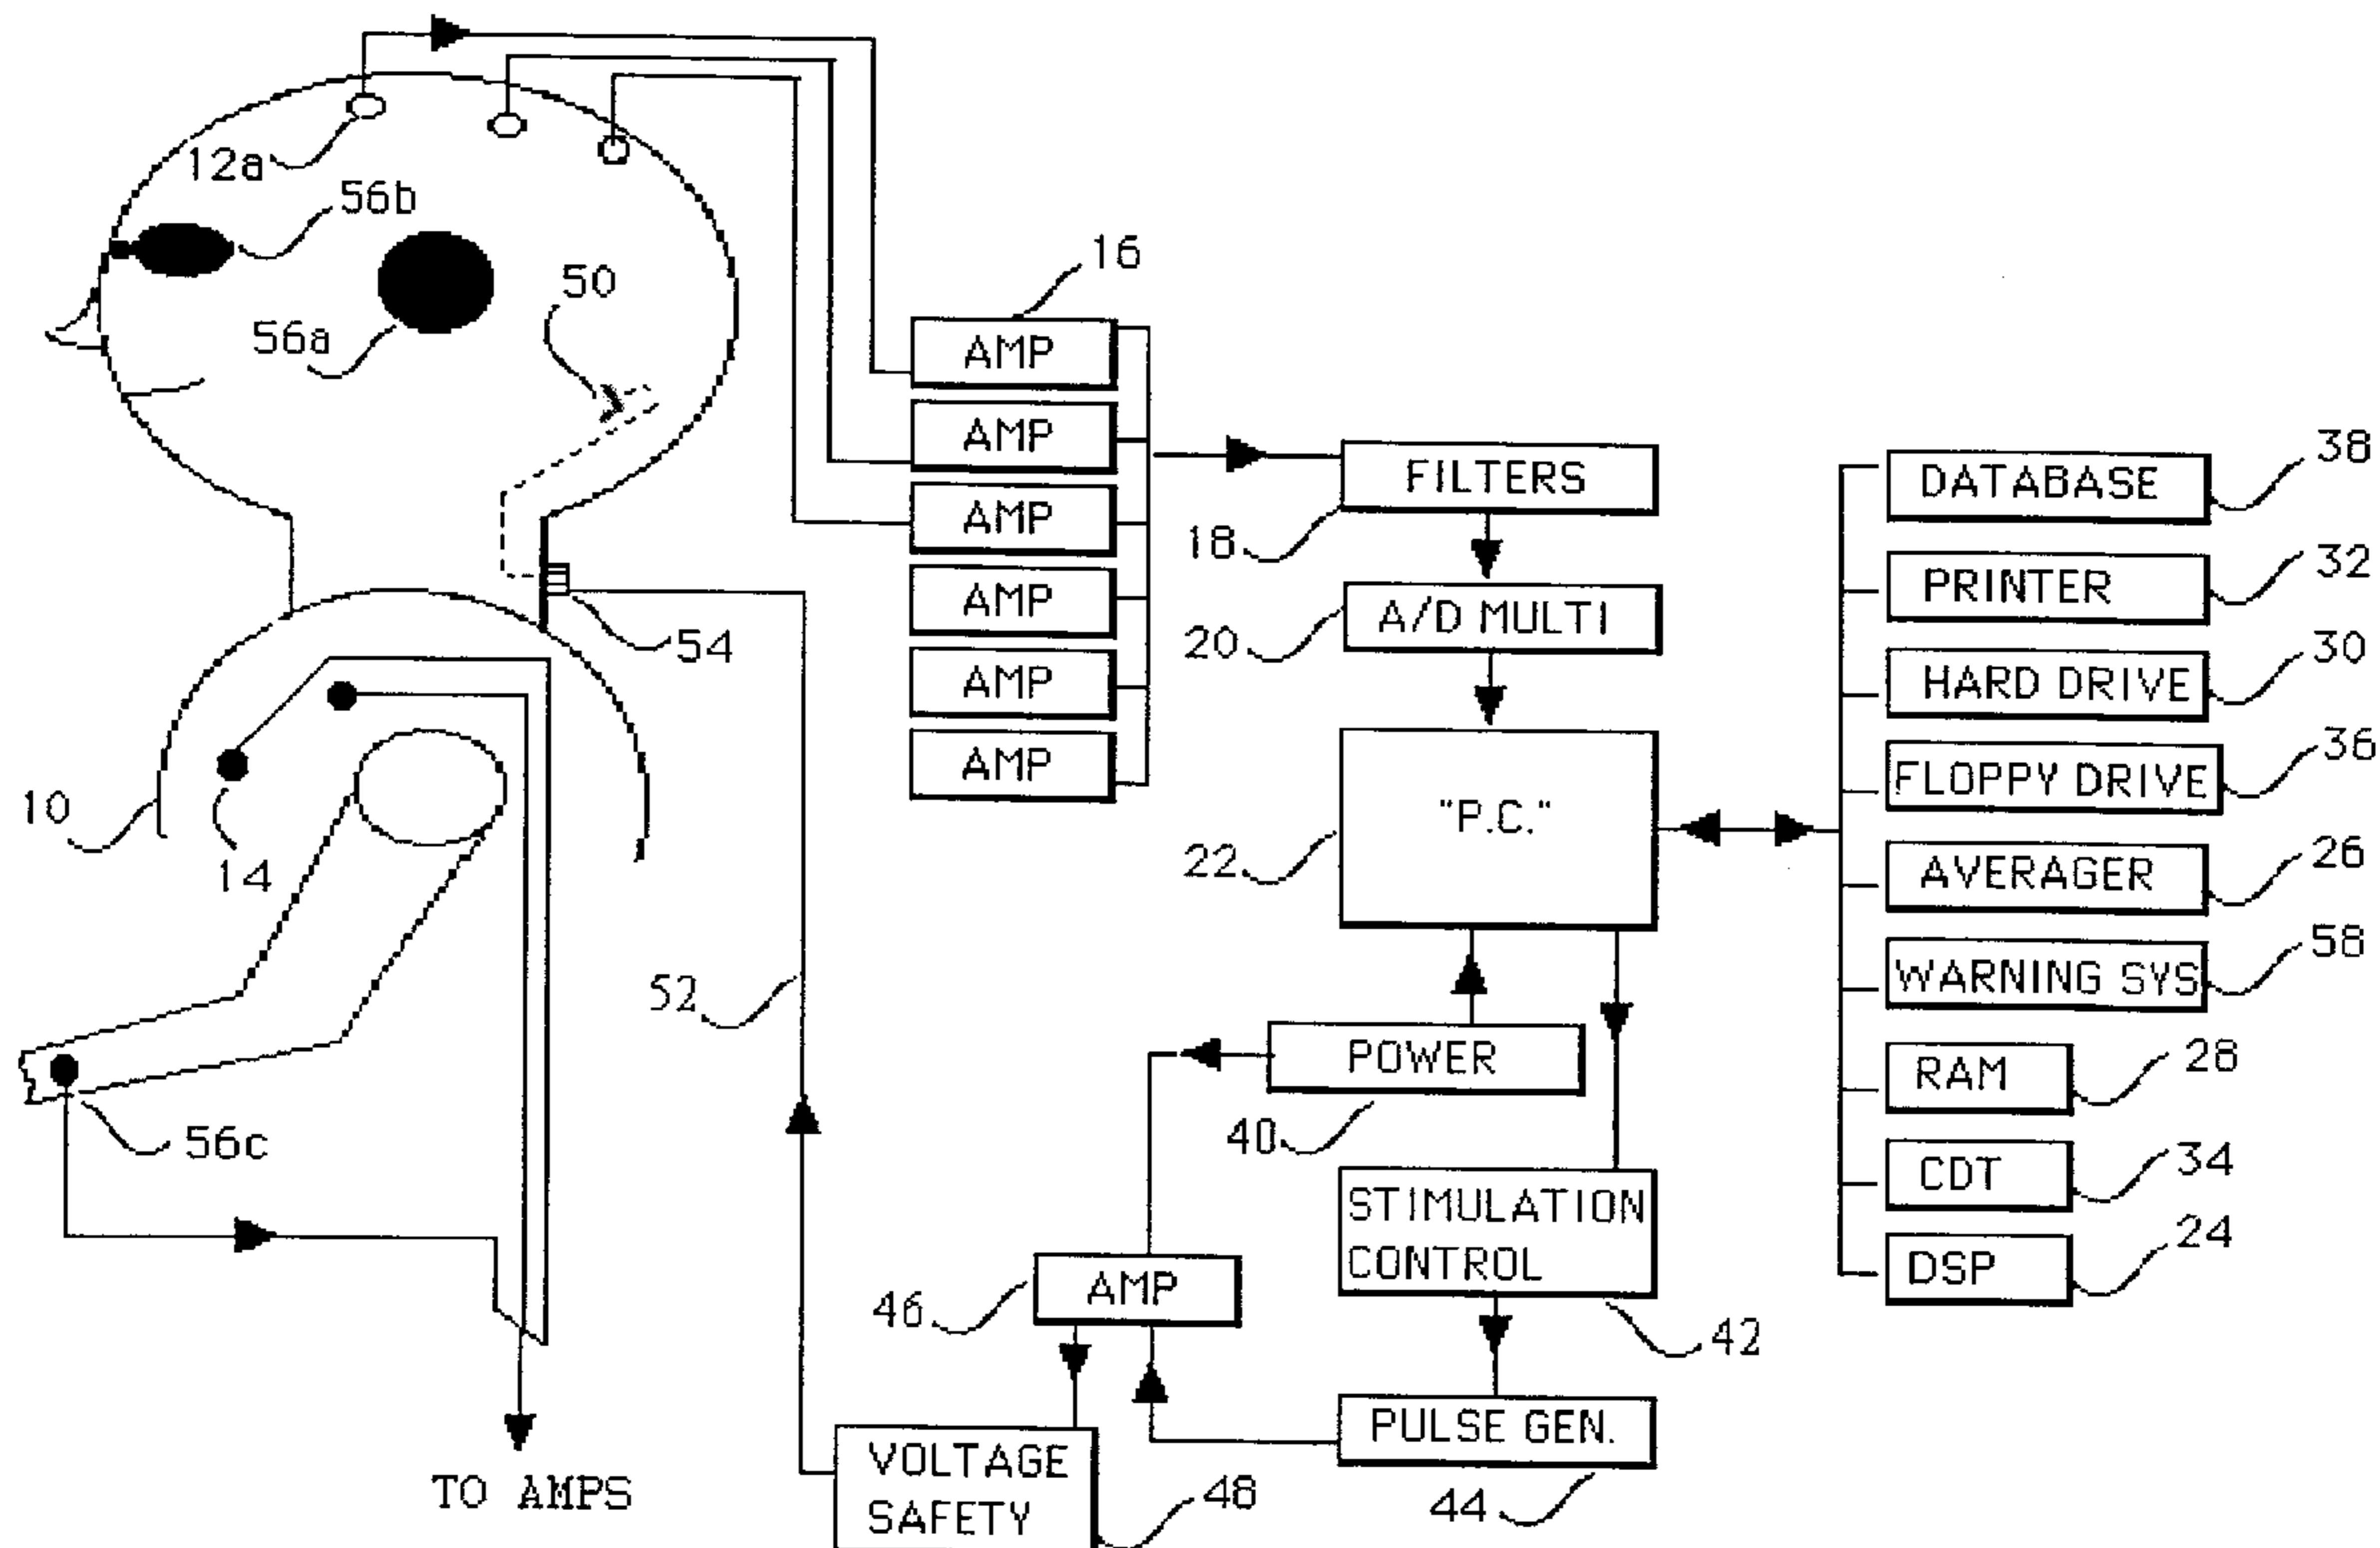 12a
56b
56a
50
16
AMP
AMP
AMP
AMP
AMP
AMP
54
10
14
52
56c
TO AMPS
FILTERS
18
A/D MULTI
20
"P.C."
22
POWER
40
STIMULATION
CONTROL
42
AMP
46
PULSE GEN.
44
VOLTAGE
SAFETY
48
DATABASE
38
PRINTER
32
HARD DRIVE
30
FLOPPY DRIVE
36
AVERAGER
26
WARNING SYS
58
RAM
28
CDT
34
DSP
24